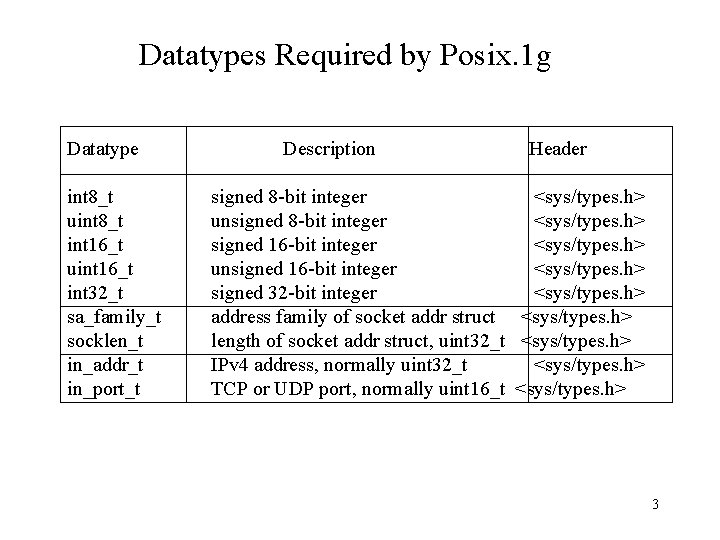 Datatypes Required by Posix.1g
Datatype Description Header
int8_t signed 8-bit integer <sys/types.h>
uint8_t unsigned 8-bit integer <sys/types.h>
int16_t signed 16-bit integer <sys/types.h>
uint16_t unsigned 16-bit integer <sys/types.h>
int32_t signed 32-bit integer <sys/types.h>
sa_family_t address family of socket addr struct <sys/types.h>
socklen_t length of socket addr struct, uint32_t <sys/types.h>
in_addr_t IPv4 address, normally uint32_t <sys/types.h>
in_port_t TCP or UDP port, normally uint16_t <sys/types.h>
3